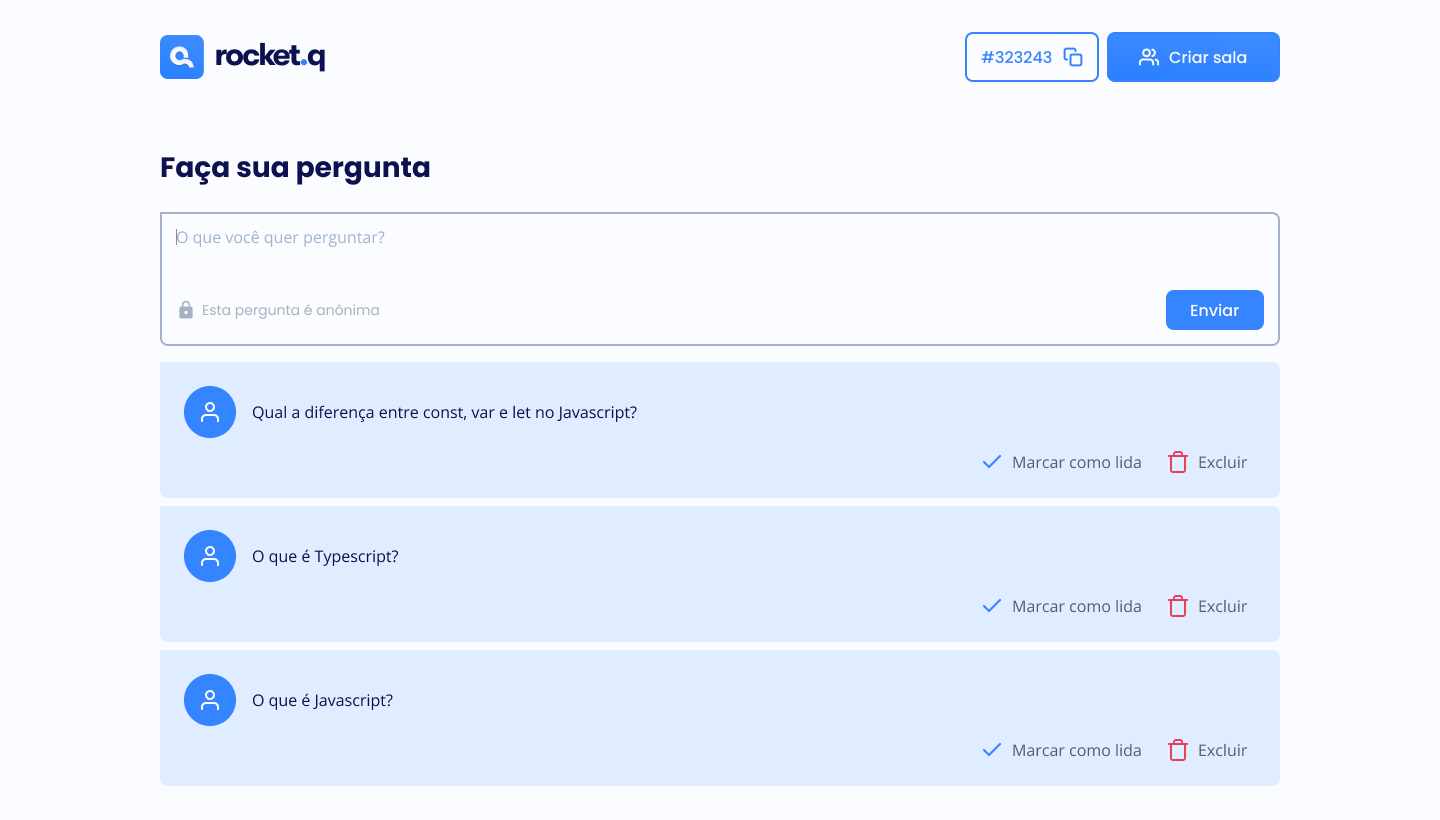 rocket.q
#323243
Criar sala
Faça sua pergunta
O que você quer perguntar?
Esta pergunta é anônima
Enviar
Qual a diferença entre const, var e let no Javascript?
Marcar como lida
Excluir
O que é Typescript?
Marcar como lida
Excluir
O que é Javascript?
Marcar como lida
Excluir